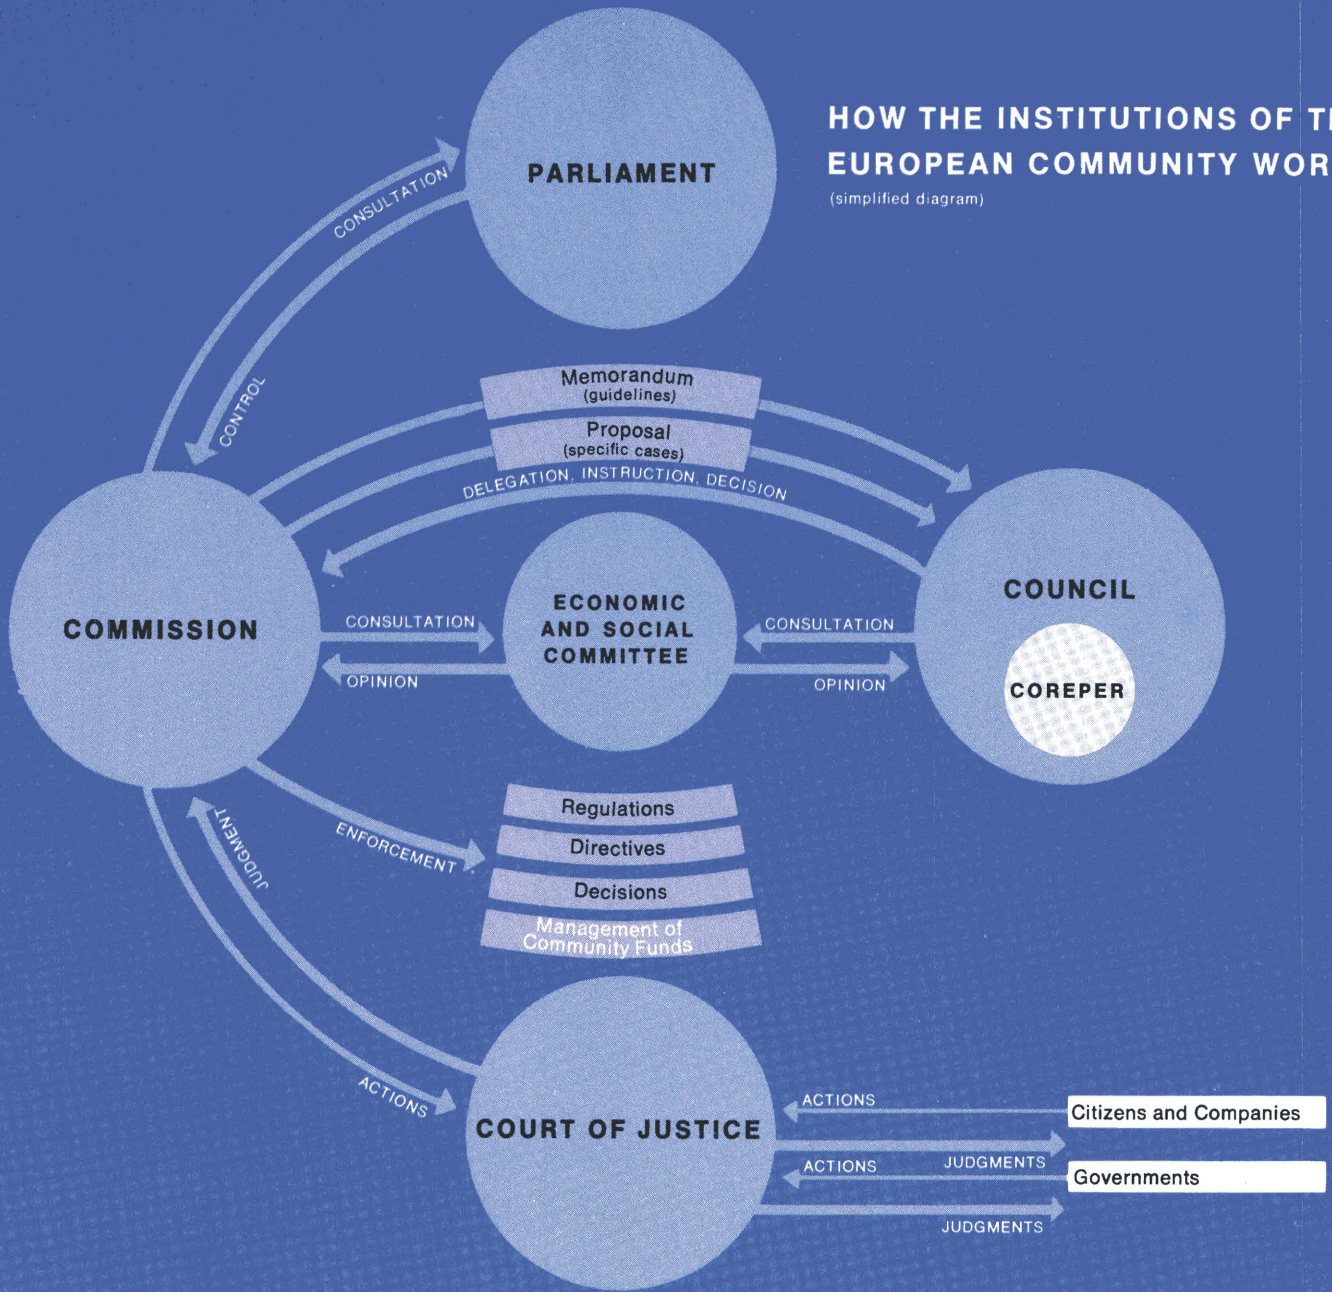 HOW THE INSTITUTIONS OF TH
EUROPEAN COMMUNITY WOR
(simplified diagram)
PARLIAMENT
CONSULTATION
CONTROL
Memorandum
(guidelines)
Proposal
(specific cases)
DELEGATION, INSTRUCTION, DECISION
COMMISSION
CONSULTATION
OPINION
ECONOMIC
AND SOCIAL
COMMITTEE
CONSULTATION
OPINION
COUNCIL
COREPER
ENFORCEMENT
Regulations
Directives
Decisions
Management of
Community Funds
JUDGMENT
ACTIONS
COURT OF JUSTICE
ACTIONS
Citizens and Companies
JUDGMENTS
ACTIONS
Governments
JUDGMENTS